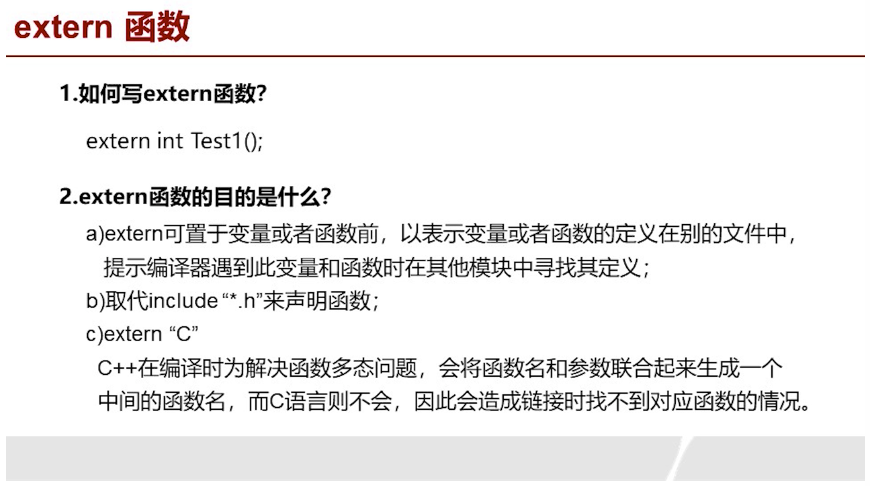 extern 函数
1.如何写extern函数?
extern int Test1();
2.extern函数的目的是什么?
a)extern可置于变量或者函数前，以表示变量或者函数的定义在别的文件中，
提示编译器遇到此变量和函数时在其他模块中寻找其定义；
b)取代include “*.h”来声明函数；
c)extern “C”
C++在编译时为解决函数多态问题，会将函数名和参数联合起来生成一个
中间的函数名，而C语言则不会，因此会造成链接时找不到对应函数的情况。